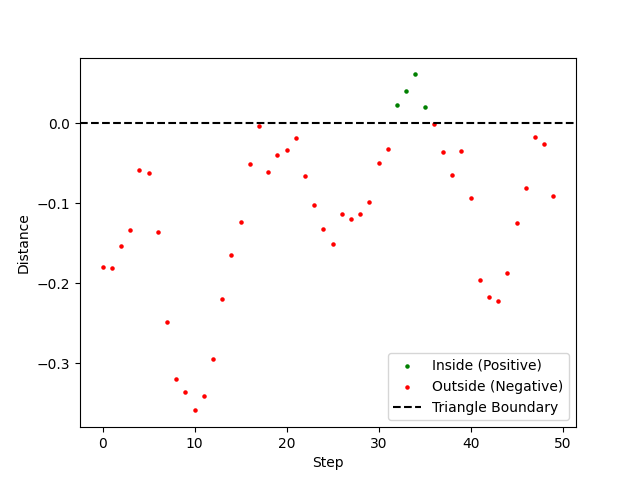 0.0
−0.1
−0.2
−0.3
Distance
Inside (Positive)
Outside (Negative)
Triangle Boundary
0 10 20 30 40 50
Step